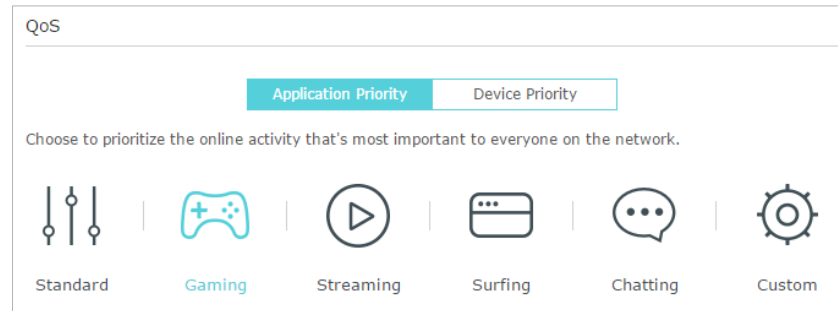 QoS
Application Priority Device Priority
Choose to prioritize the online activity that's most important to everyone on the network.
Standard Gaming Streaming Surfing Chatting Custom